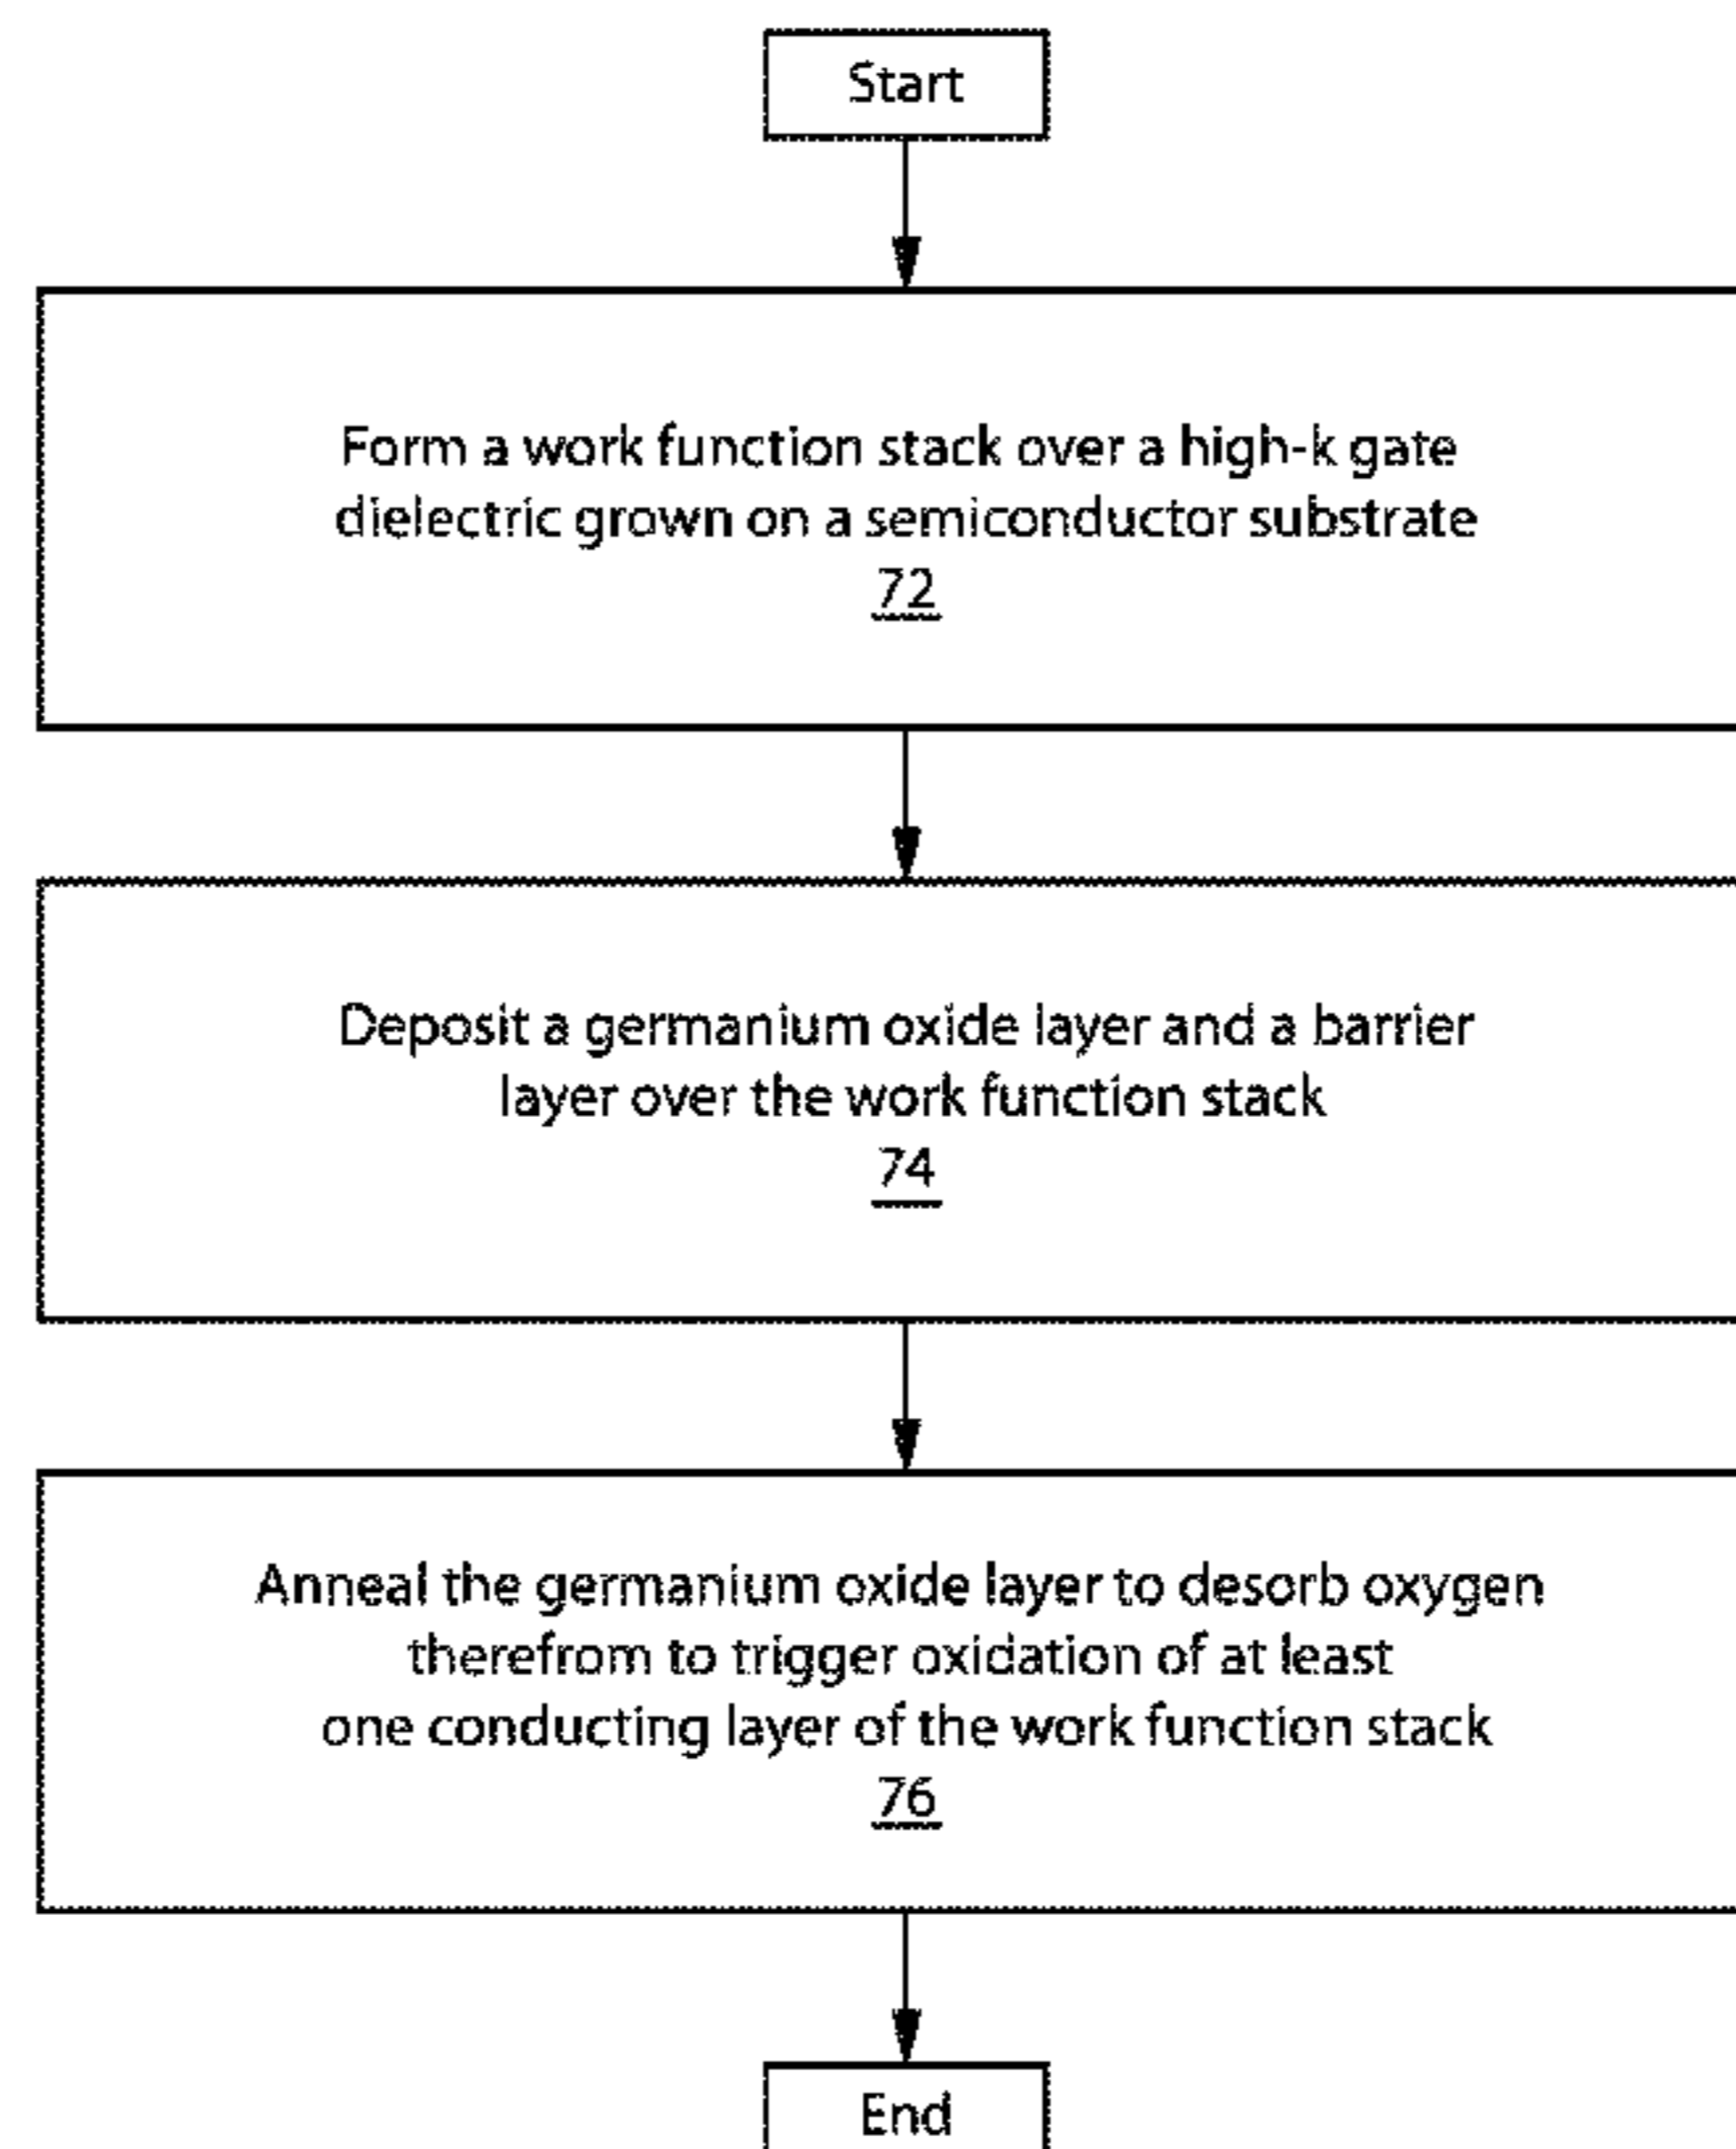 Start
Form a work function stack over a high-k gate
dielectric grown on a semiconductor substrate
72
Deposit a germanium oxide layer and a barrier
layer over the work function stack
74
Anneal the germanium oxide layer to desorb oxygen
therefrom to trigger oxidation of at least
one conducting layer of the work function stack
76
End